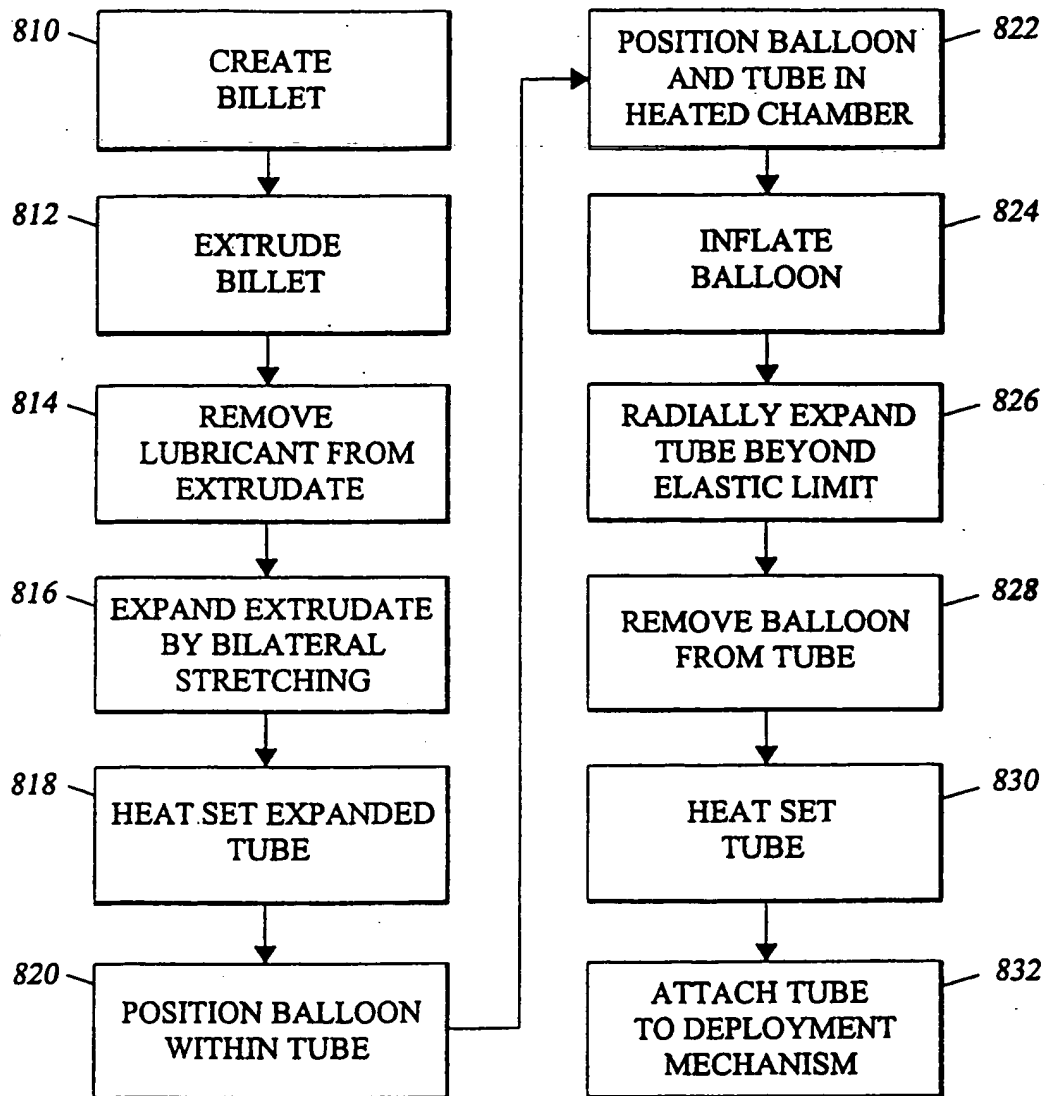 810
CREATE
BILLET
812
EXTRUDE
BILLET
814
REMOVE
LUBRICANT FROM
EXTRUDATE
816
EXPAND EXTRUDATE
BY BILATERAL
STRETCHING
818
HEAT SET EXPANDED
TUBE
820
POSITION BALLOON
WITHIN TUBE
822
POSITION BALLOON
AND TUBE IN
HEATED CHAMBER
824
INFLATE
BALLOON
826
RADIALLY EXPAND
TUBE BEYOND
ELASTIC LIMIT
828
REMOVE BALLOON
FROM TUBE
830
HEAT SET
TUBE
832
ATTACH TUBE
TO DEPLOYMENT
MECHANISM